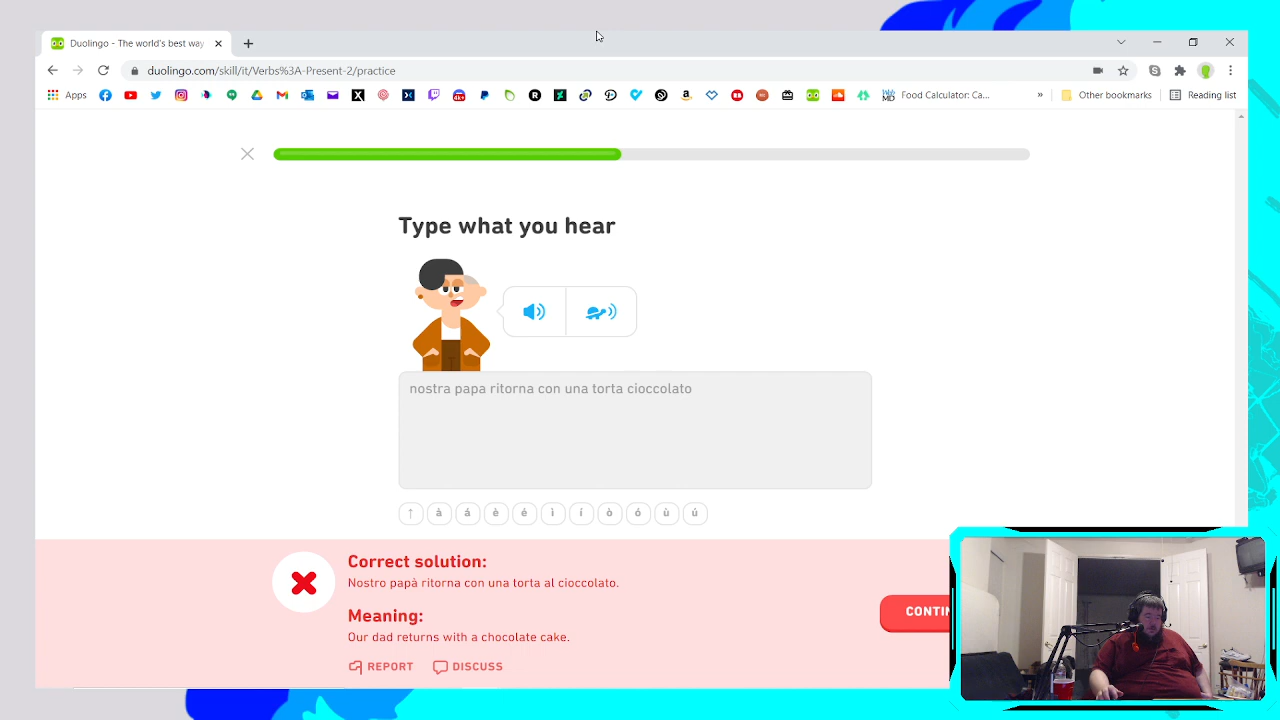 Duolingo - The world's best way
duolingo.com/skill/it/Verbs%3A-Present-2/practice
Apps
Food Calculator: Ca...
»
Other bookmarks
Reading list
Type what you hear
nostra papa ritorna con una torta cioccolato
↑ à á è é ì í ò ó ù ú
Correct solution:
Nostro papà ritorna con una torta al cioccolato.
Meaning:
Our dad returns with a chocolate cake.
REPORT DISCUSS
CONTIN